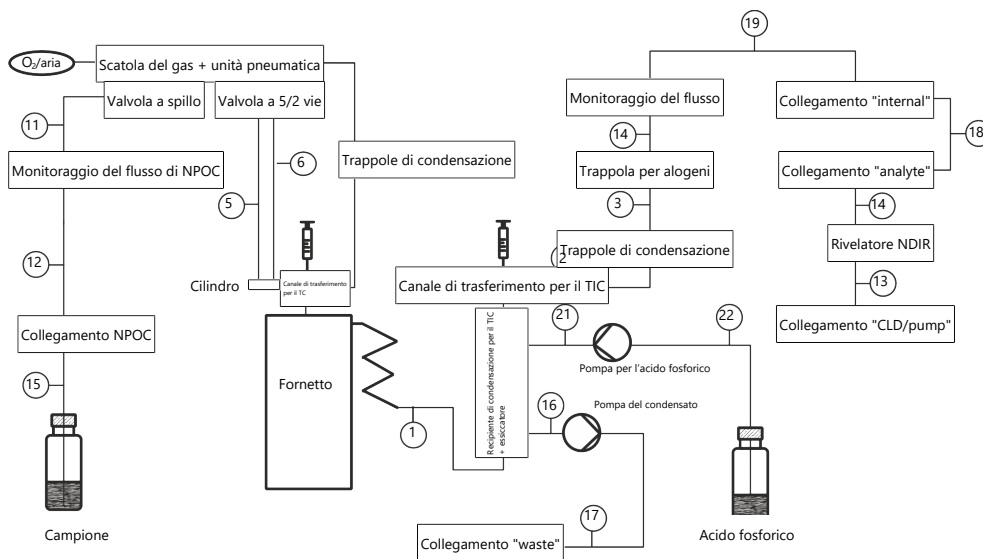 19
O₂/aria
Scatola del gas + unità pneumatica
Valvola a spillo
Valvola a 5/2 vie
Monitoraggio del flusso
Collegamento "internal"
11
14
18
6
Trappole di condensazione
Monitoraggio del flusso di NPOC
Trappola per alogeni
Collegamento "analyte"
5
3
14
12
Trappole di condensazione
2
Rivelatore NDIR
Cilindro
Canale di trasferimento
per il TC
Canale di trasferimento per il TIC
13
Collegamento NPOC
21
22
Collegamento "CLD/pump"
Fornetto
Recipiente di condensazione per il TIC
+ essiccatore
Pompa per l'acido fosforico
15
16
Pompa del condensato
1
17
Campione
Collegamento "waste"
Acido fosforico